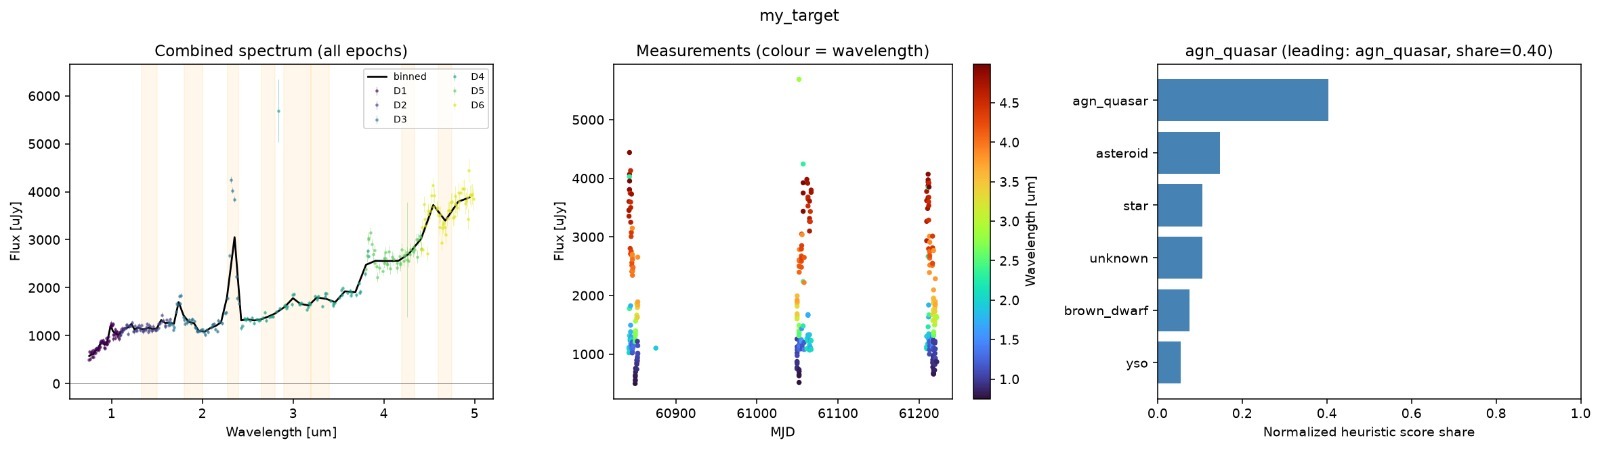 my_target
Combined spectrum (all epochs)
Flux [uJy]
6000
5000
4000
3000
2000
1000
0
1 2 3 4 5
Wavelength [um]
binned
D1
D2
D3
D4
D5
D6
Measurements (colour = wavelength)
Flux [uJy]
5000
4000
3000
2000
1000
60900 61000 61100 61200
MJD
4.5
4.0
3.5
3.0
2.5
2.0
1.5
1.0
Wavelength [um]
agn_quasar (leading: agn_quasar, share=0.40)
agn_quasar
asteroid
star
unknown
brown_dwarf
yso
0.0 0.2 0.4 0.6 0.8 1.0
Normalized heuristic score share